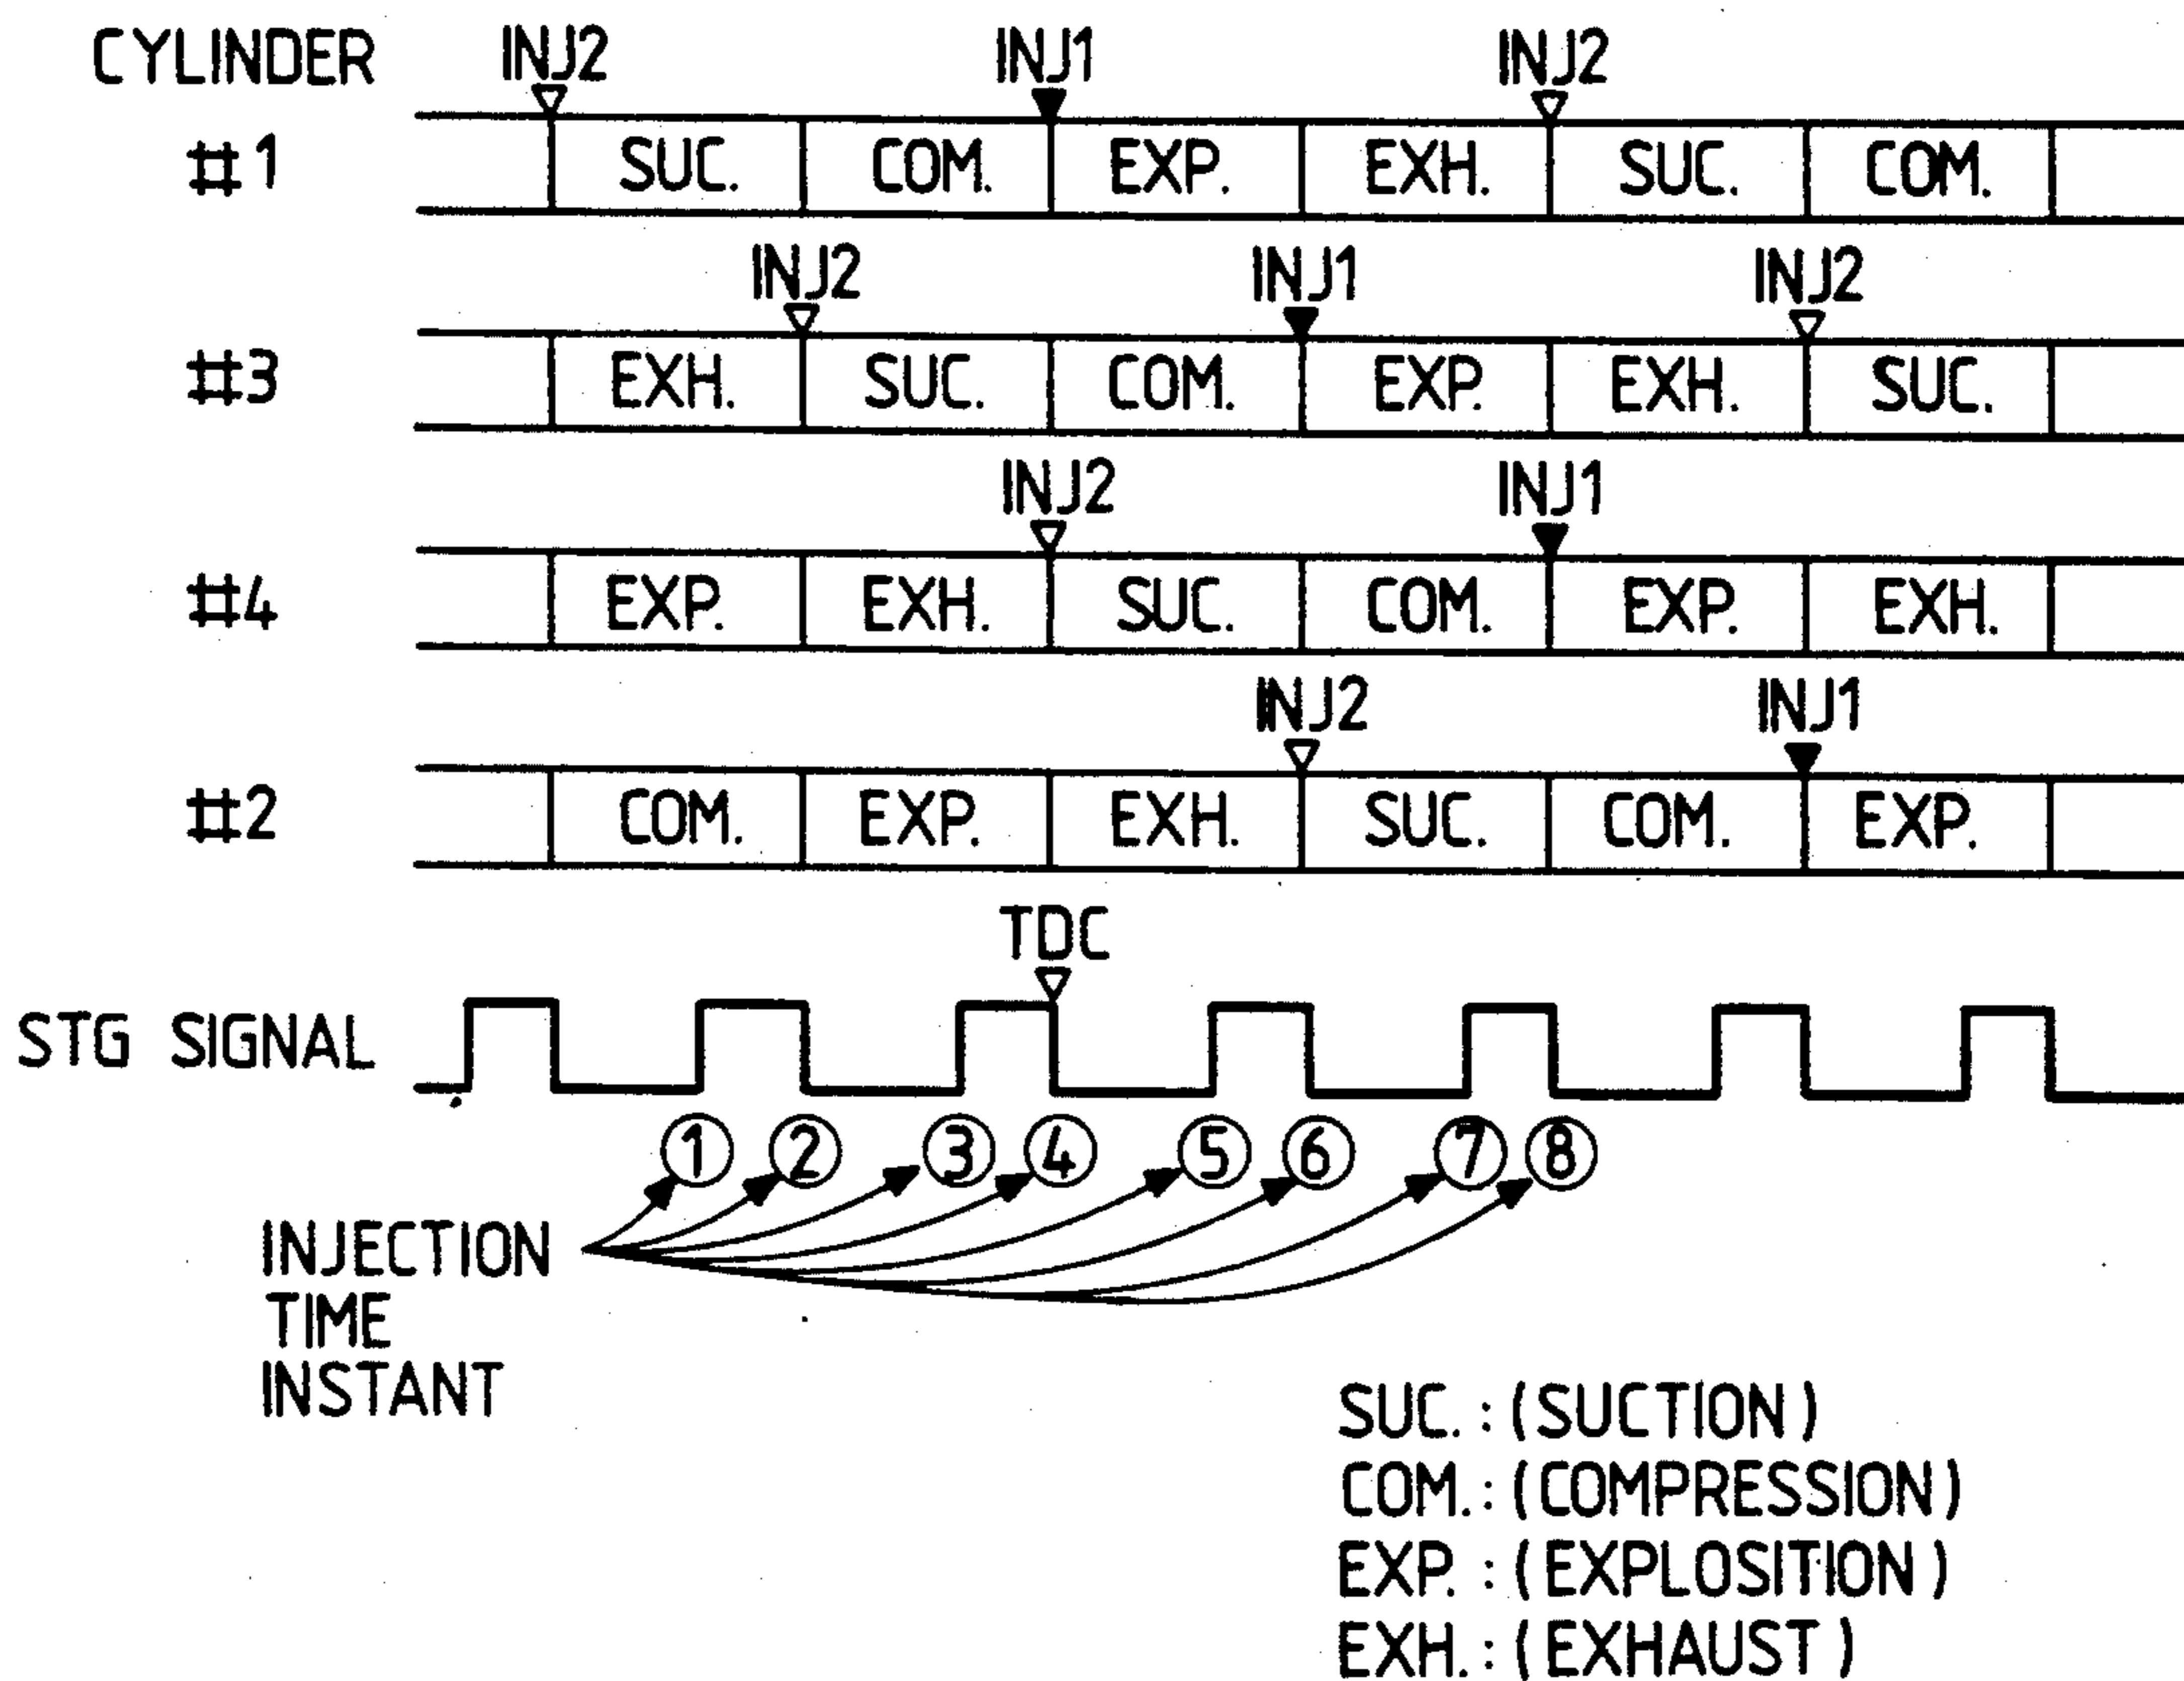 CYLINDER INJ2 INJ1 INJ2
#1 SUC. COM. EXP. EXH. SUC. COM.
INJ2 INJ1 INJ2
#3 EXH. SUC. COM. EXP. EXH. SUC.
INJ2 INJ1
#4 EXP. EXH. SUC. COM. EXP. EXH.
INJ2 INJ1
#2 COM. EXP. EXH. SUC. COM. EXP.
TDC
STG SIGNAL
① ② ③ ④ ⑤ ⑥ ⑦ ⑧
INJECTION
TIME
INSTANT
SUC. : (SUCTION)
COM. : (COMPRESSION)
EXP. : (EXPLOSITION)
EXH. : (EXHAUST)